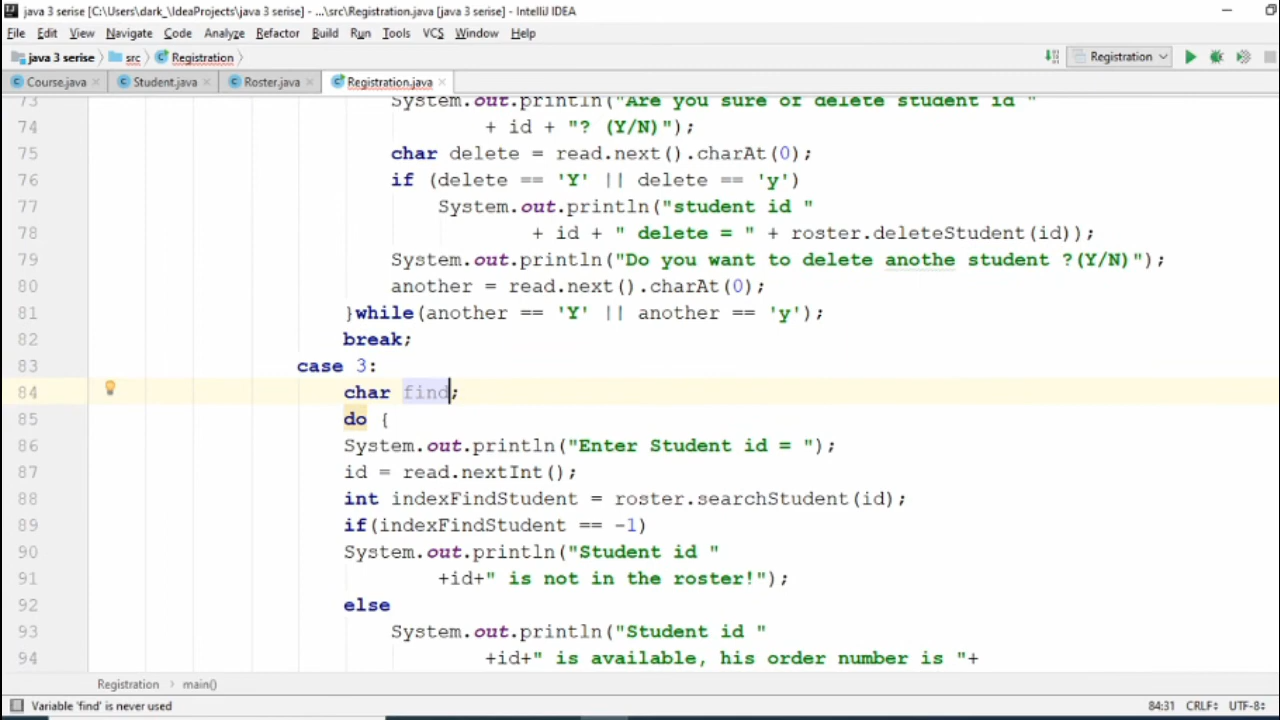 java 3 serise [C:\Users\dark_\IdeaProjects\java 3 serise] - ...\src\Registration.java [java 3 serise] - IntelliJ IDEA
File Edit View Navigate Code Analyze Refactor Build Run Tools VCS Window Help
java 3 serise src Registration Registration
Course.java Student.java Roster.java Registration.java
73 System.out.println("Are you sure of delete student id "
74 + id + "? (Y/N)");
75 char delete = read.next().charAt(0);
76 if (delete == 'Y' || delete == 'y')
77 System.out.println("student id "
78 + id + " delete = " + roster.deleteStudent(id));
79 System.out.println("Do you want to delete anothe student ?(Y/N)");
80 another = read.next().charAt(0);
81 }while(another == 'Y' || another == 'y');
82 break;
83 case 3:
84 char find;
85 do {
86 System.out.println("Enter Student id = ");
87 id = read.nextInt();
88 int indexFindStudent = roster.searchStudent(id);
89 if(indexFindStudent == -1)
90 System.out.println("Student id "
91 +id+" is not in the roster!");
92 else
93 System.out.println("Student id "
94 +id+" is available, his order number is "+
Registration main()
Variable 'find' is never used 84:31 CRLF UTF-8